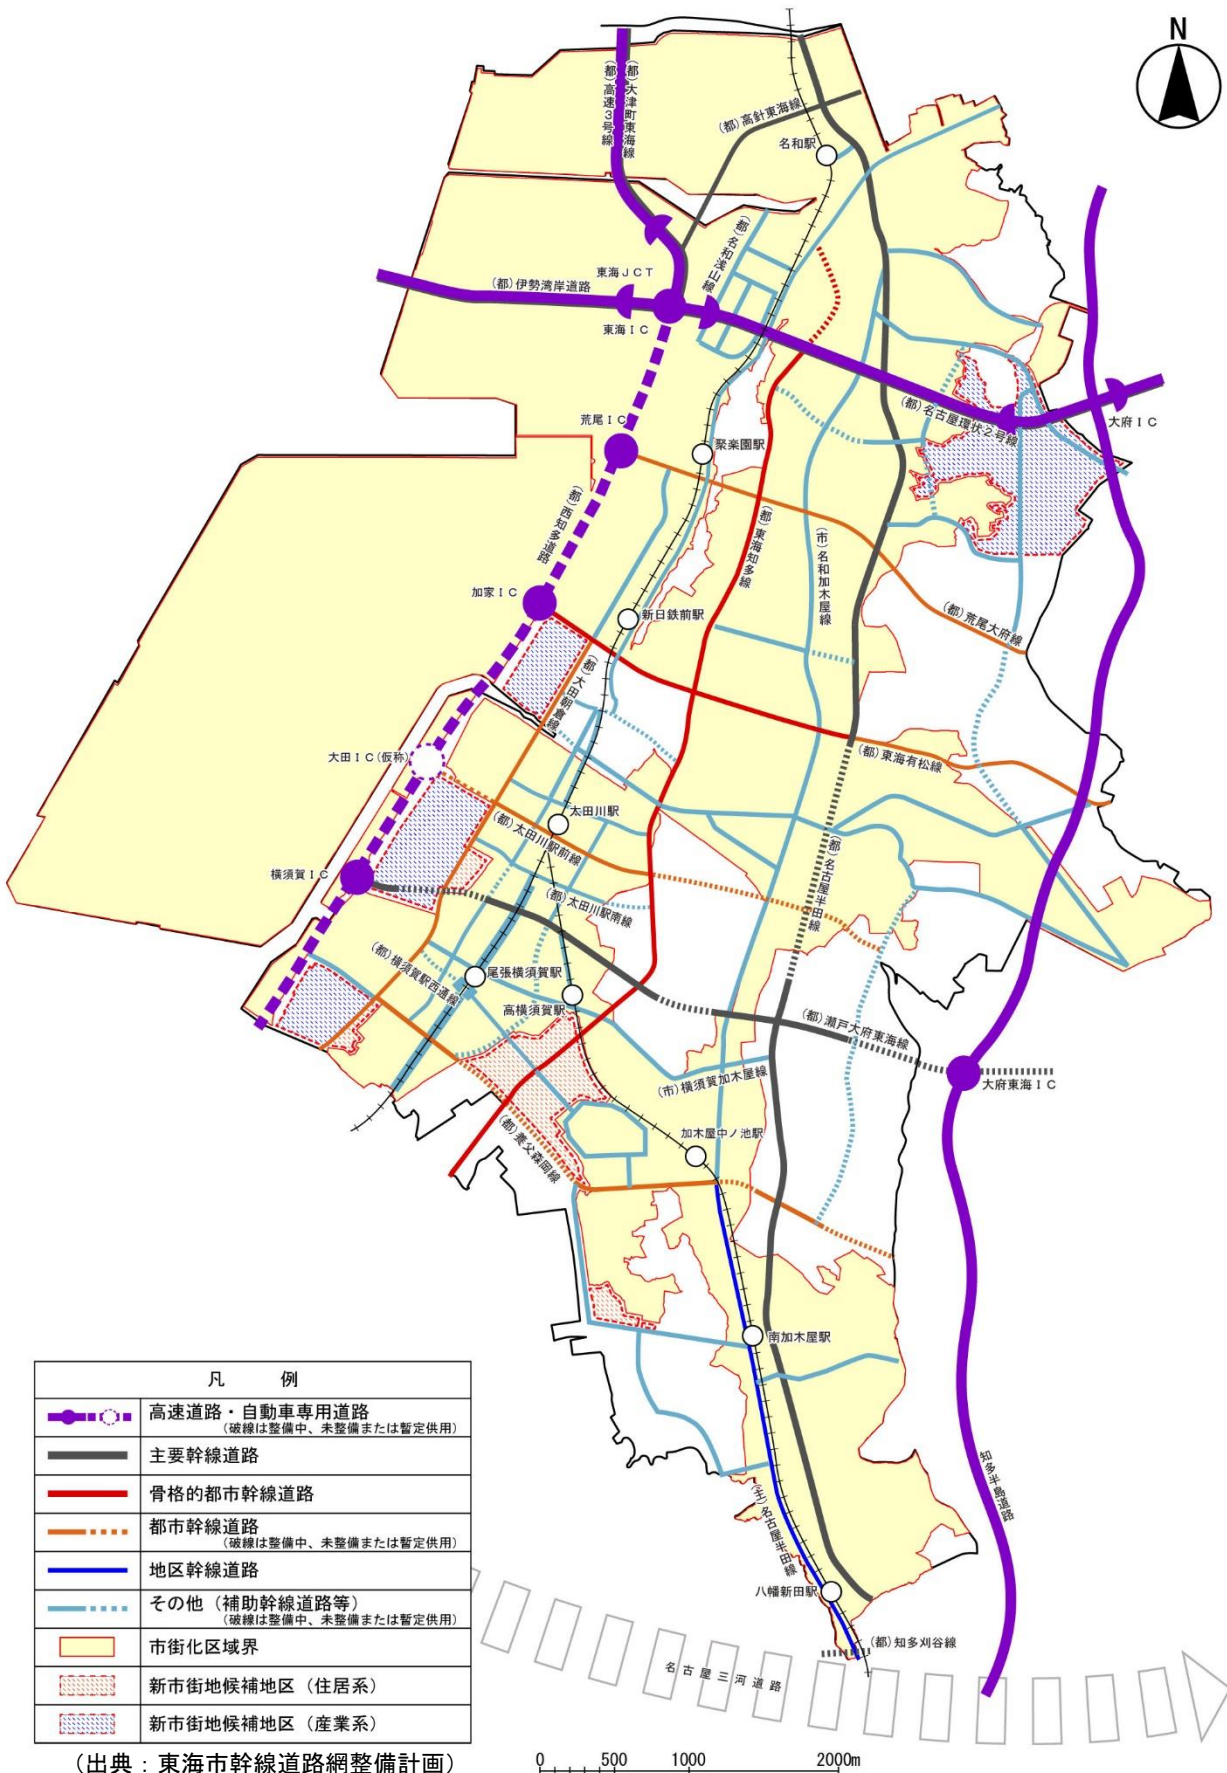 N
(都)大津町東海線
(都)高速3号線
(都)高針東海線
名和駅
(都)名和浅山線
東海JCT
(都)伊勢湾岸道路
東海IC
(都)名古屋環状2号線
大府IC
荒尾IC
聚楽園駅
(都)西知多道路
(都)東海知多線
(市)名和加木屋線
加家IC
新日鉄前駅
(都)荒尾大府線
(都)大田朝倉線
大田IC(仮称)
(都)東海有松線
太田川駅
(都)太田川駅前線
横須賀IC
(都)太田川駅南線
(都)名古屋半田線
(都)横須賀駅西通線
尾張横須賀駅
高横須賀駅
(都)瀬戸大府東海線
(市)横須賀加木屋線
大府東海IC
(都)養父森岡線
加木屋中ノ池駅
南加木屋駅
知多半島道路
(主)名古屋半田線
八幡新田駅
(都)知多刈谷線
名古屋三河道路
凡 例
高速道路・自動車専用道路
(破線は整備中、未整備または暫定供用)
主要幹線道路
骨格的都市幹線道路
都市幹線道路
(破線は整備中、未整備または暫定供用)
地区幹線道路
その他(補助幹線道路等)
(破線は整備中、未整備または暫定供用)
市街化区域界
新市街地候補地区(住居系)
新市街地候補地区(産業系)
(出典:東海市幹線道路網整備計画)
0 500 1000 2000m